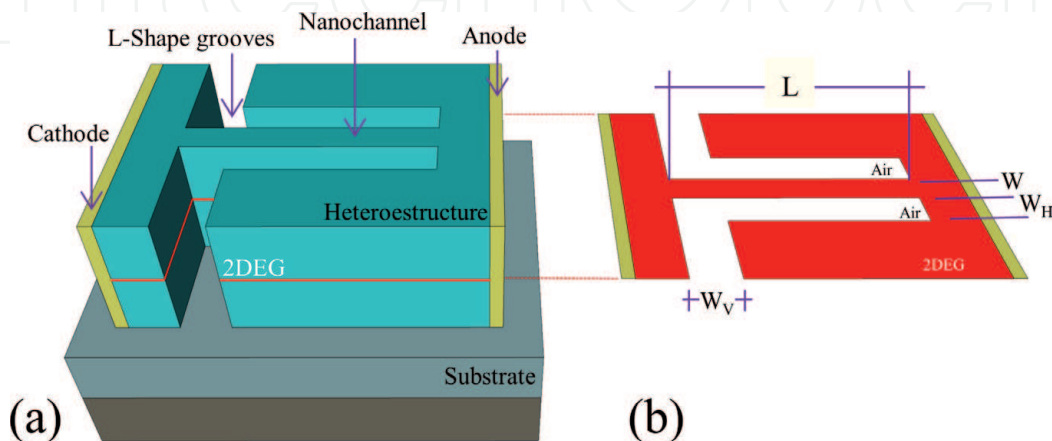 L-Shape grooves
Nanochannel
Anode
Cathode
Heteroestructure
2DEG
Substrate
(a)
L
Air
W
W_H
Air
2DEG
W_V
(b)